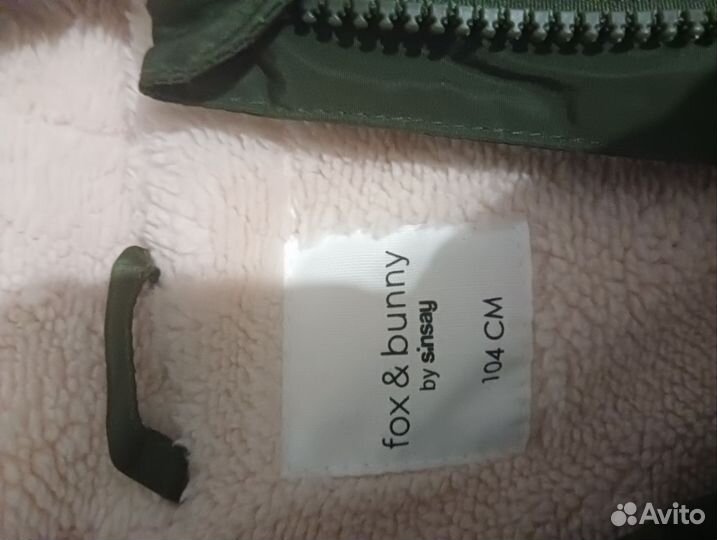 fox & bunny
by sinsay
104 CM
Avito